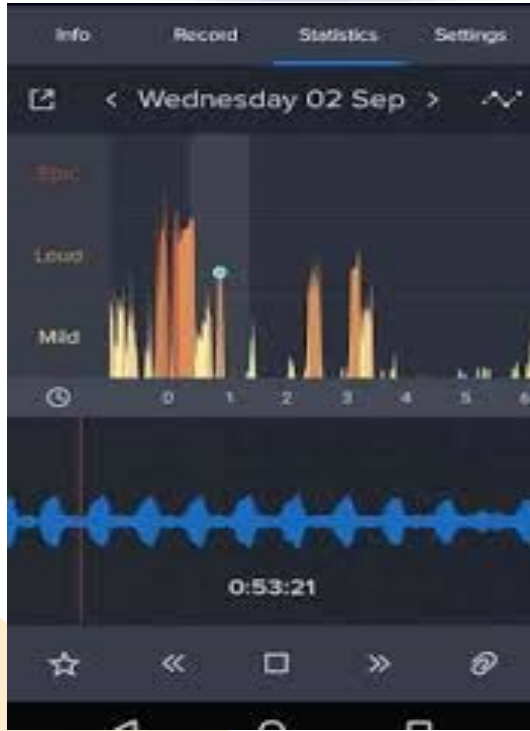 Info Record Statistics Settings
Wednesday 02 Sep
Epic
Loud
Mild
0 1 2 3 4 5 6
0:53:21